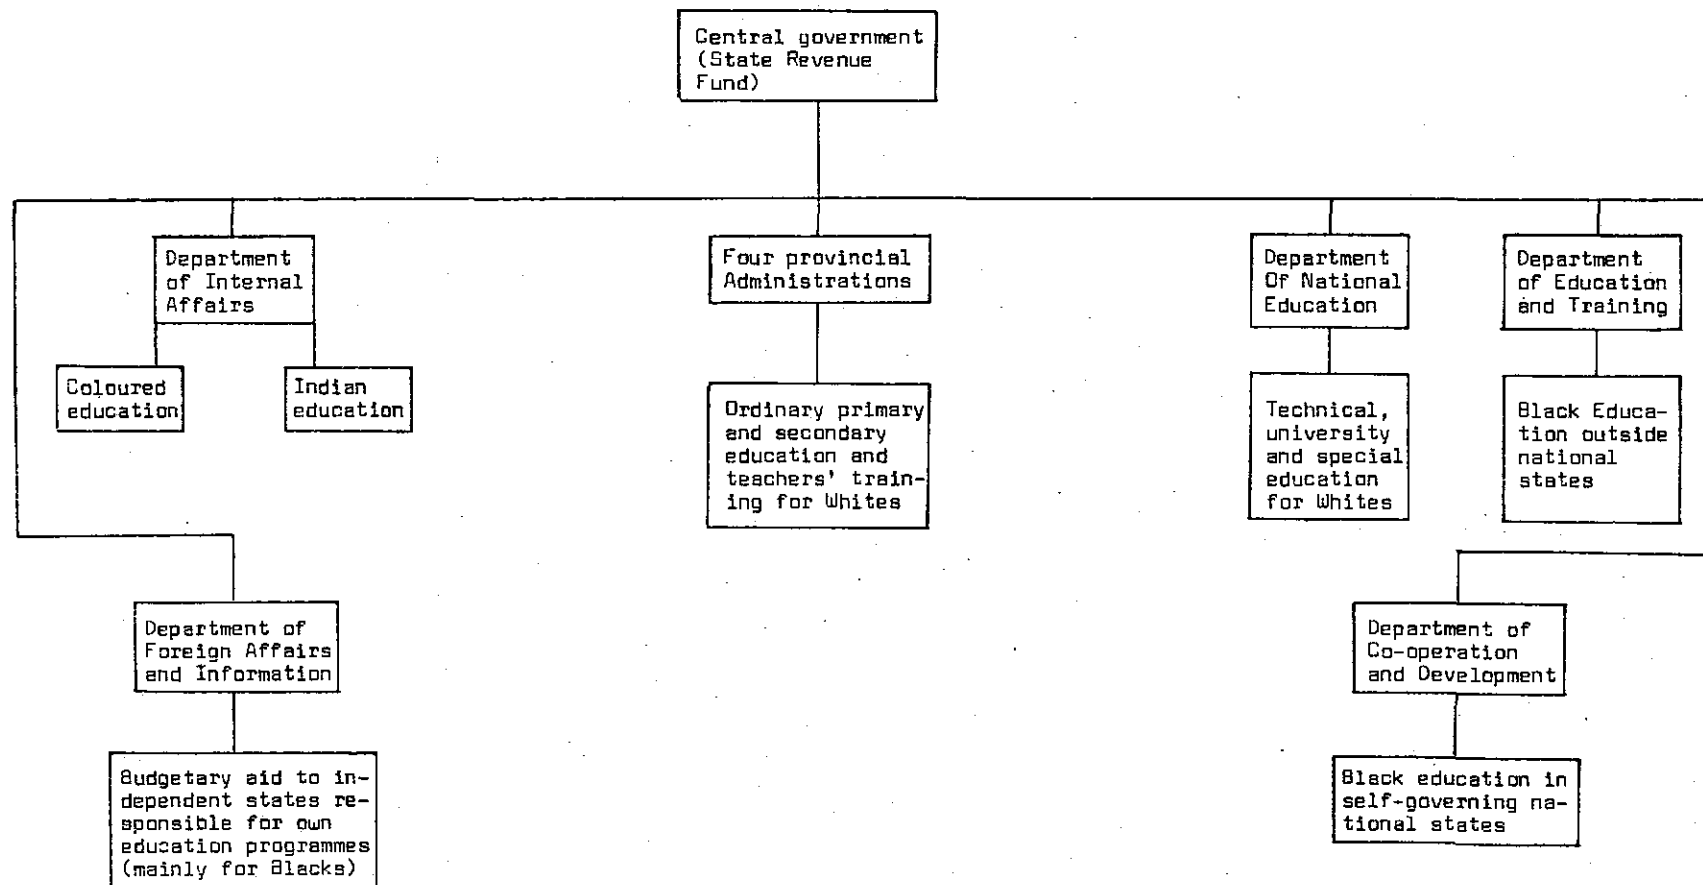 Central government
(State Revenue
Fund)
Department
of Internal
Affairs
Four provincial
Administrations
Department
Of National
Education
Department
of Education
and Training
Coloured
education
Indian
education
Ordinary primary
and secondary
education and
teachers' train-
ing for Whites
Technical,
university
and special
education
for Whites
Black Educa-
tion outside
national
states
Department of
Foreign Affairs
and Information
Department of
Co-operation
and Development
Budgetary aid to in-
dependent states re-
sponsible for own
education programmes
(mainly for Blacks)
Black education in
self-governing na-
tional states